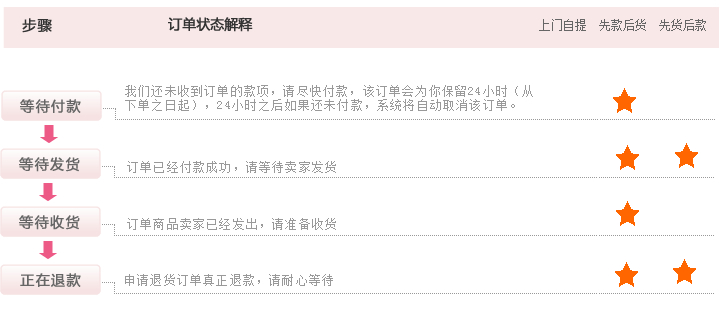 步骤 订单状态解释 上门自提 先款后货 先货后款
我们还未收到订单的款项，请尽快付款，该订单会为你保留24小时（从
等待付款 下单之日起），24小时之后如果还未付款，系统将自动取消该订单。
等待发货 订单已经付款成功，请等待卖家发货
等待收货 订单商品卖家已经发出，请准备收货
正在退款 申请退货订单真正退款，请耐心等待